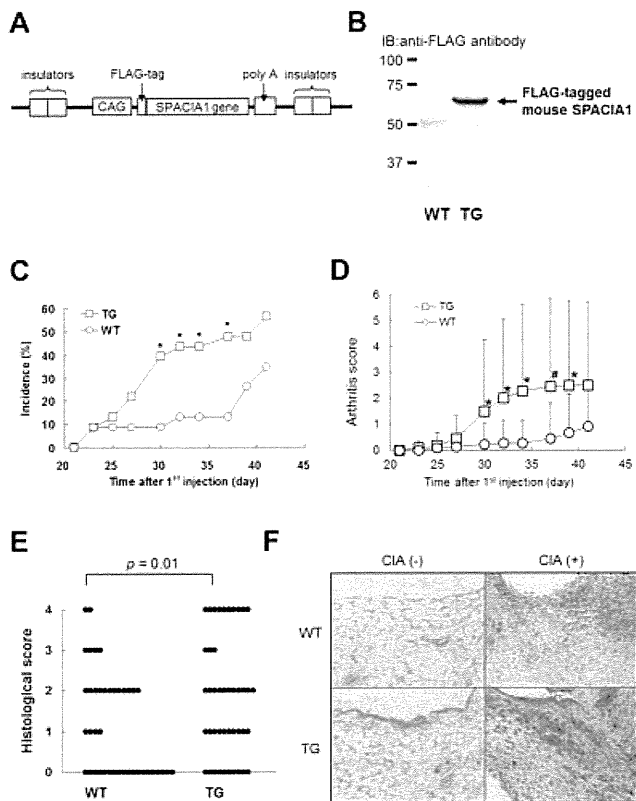 A
insulators
FLAG-tag
poly A
insulators
CAG
SPACIA1 gene
B
IB:anti-FLAG antibody
100
75
50
37
FLAG-tagged
mouse SPACIA1
WT TG
C
TG
WT
Incidence (%)
60
50
40
30
20
10
0
* * * *
20 25 30 35 40 45
Time after 1st injection (day)
D
TG
WT
Arthritis score
6
5
4
3
2
1
0
* * * # *
20 25 30 35 40 45
Time after 1st injection (day)
E
p = 0.01
Histological score
4
3
2
1
0
WT TG
F
CIA (-) CIA (+)
WT
TG